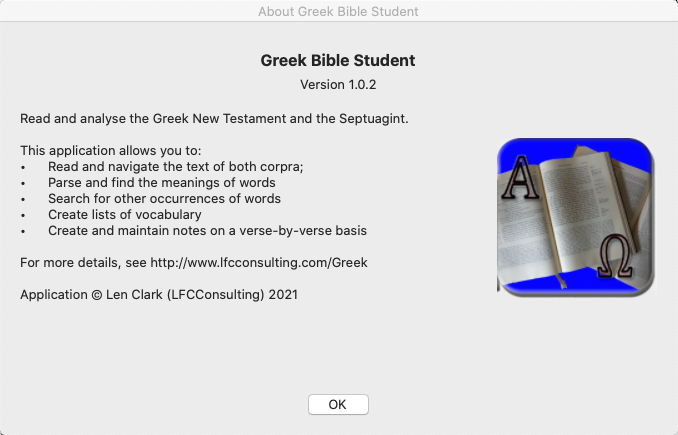 About Greek Bible Student
Greek Bible Student
Version 1.0.2
Read and analyse the Greek New Testament and the Septuagint.
This application allows you to:
• Read and navigate the text of both corpra;
• Parse and find the meanings of words
• Search for other occurrences of words
• Create lists of vocabulary
• Create and maintain notes on a verse-by-verse basis
For more details, see http://www.lfcconsulting.com/Greek
Application © Len Clark (LFCConsulting) 2021
Α
Ω
OK